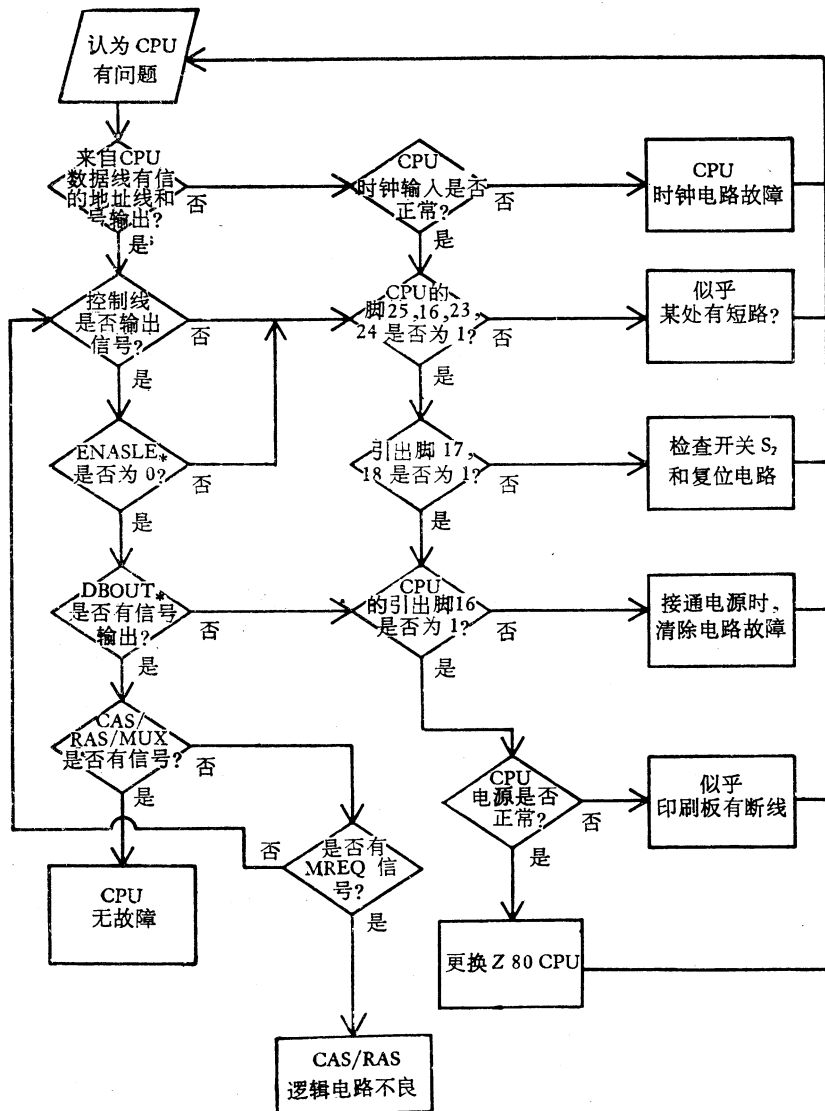 认为 CPU
有问题
来自CPU
数据线有信
的地址线和
号输出?
否
是
CPU
时钟输入是否
正常?
否
是
CPU
时钟电路故障
控制线
是否输出
信号?
否
是
CPU的
脚25,16,23,
24 是否为 1?
否
是
似乎
某处有短路?
ENASLE*
是否为 0?
否
是
引出脚 17,
18 是否为 1?
否
是
检查开关 S₂
和复位电路
DBOUT*
是否有信号
输出?
否
是
CPU
的引出脚16
是否为 1?
否
是
接通电源时,
清除电路故障
CAS/
RAS/MUX
是否有信号?
否
是
CPU
电源是否
正常?
否
是
似乎
印刷板有断线
CPU
无故障
是否有
MREQ 信
号?
否
是
更换 Z 80 CPU
CAS/RAS
逻辑电路不良